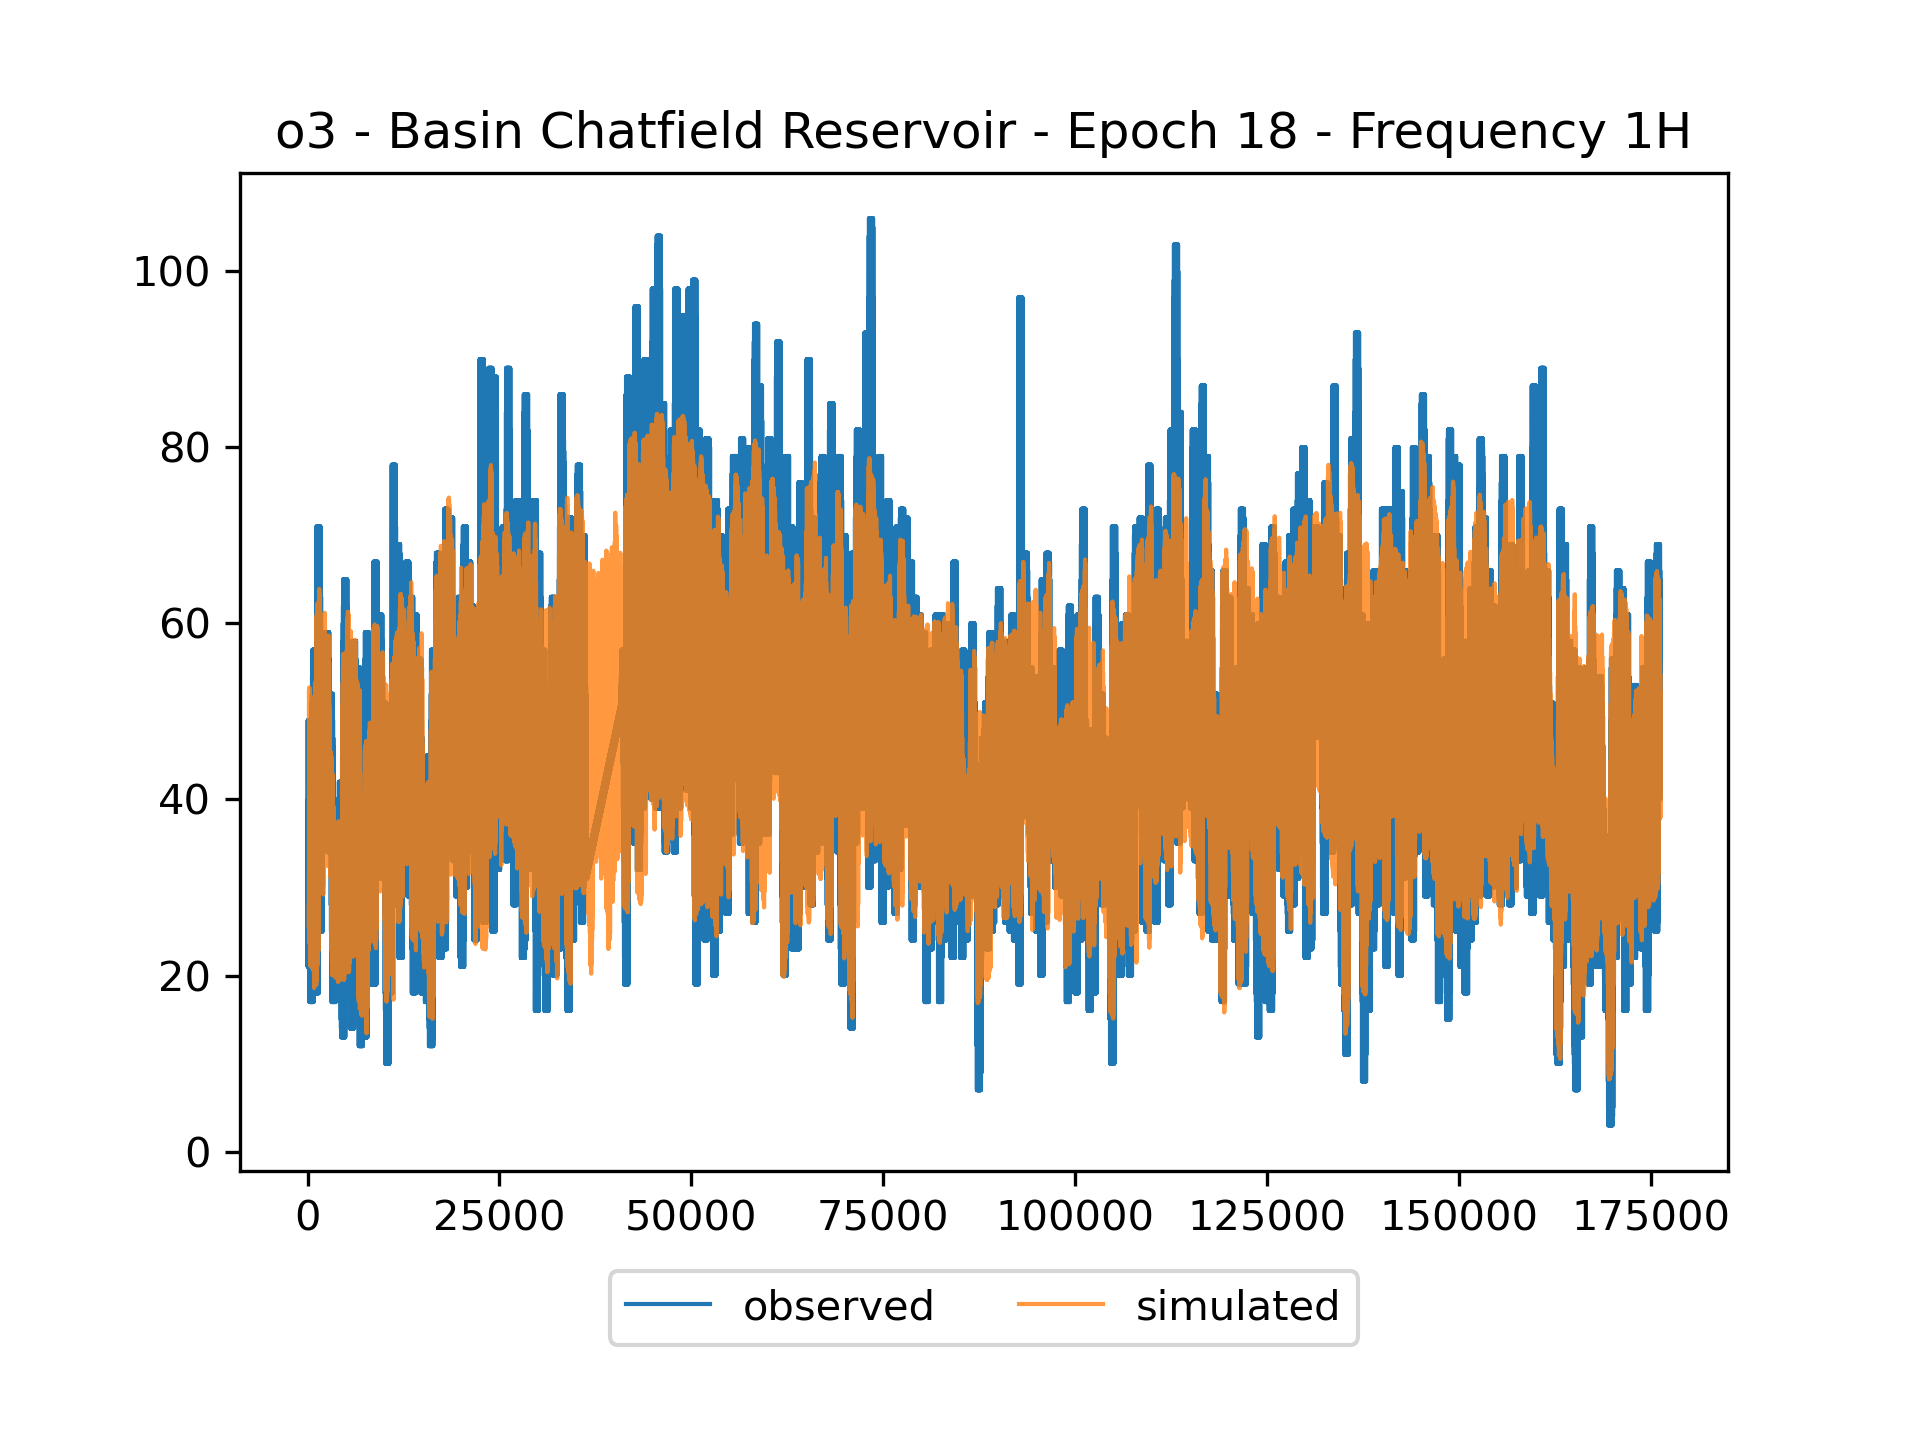 o3 - Basin Chatfield Reservoir - Epoch 18 - Frequency 1H
100
80
60
40
20
0
0 25000 50000 75000 100000 125000 150000 175000
observed simulated